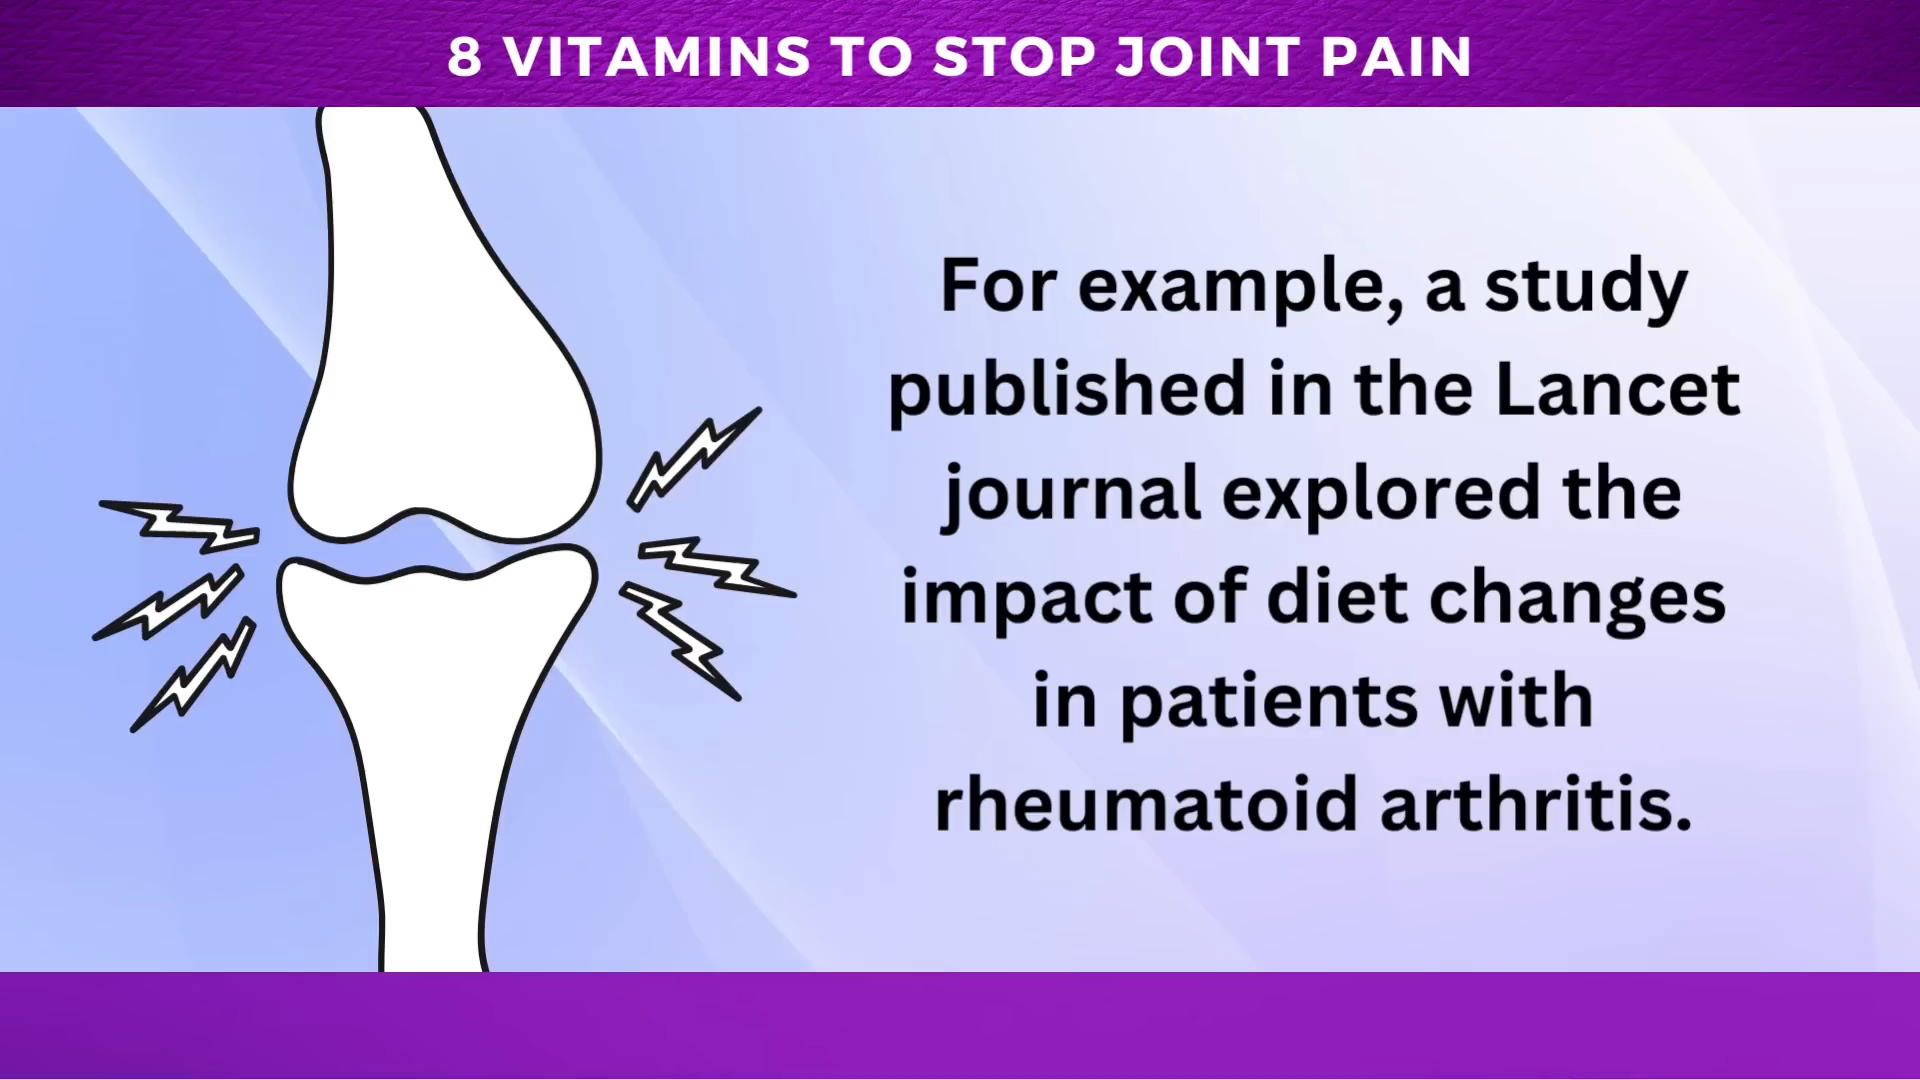 8 VITAMINS TO STOP JOINT PAIN
For example, a study
published in the Lancet
journal explored the
impact of diet changes
in patients with
rheumatoid arthritis.